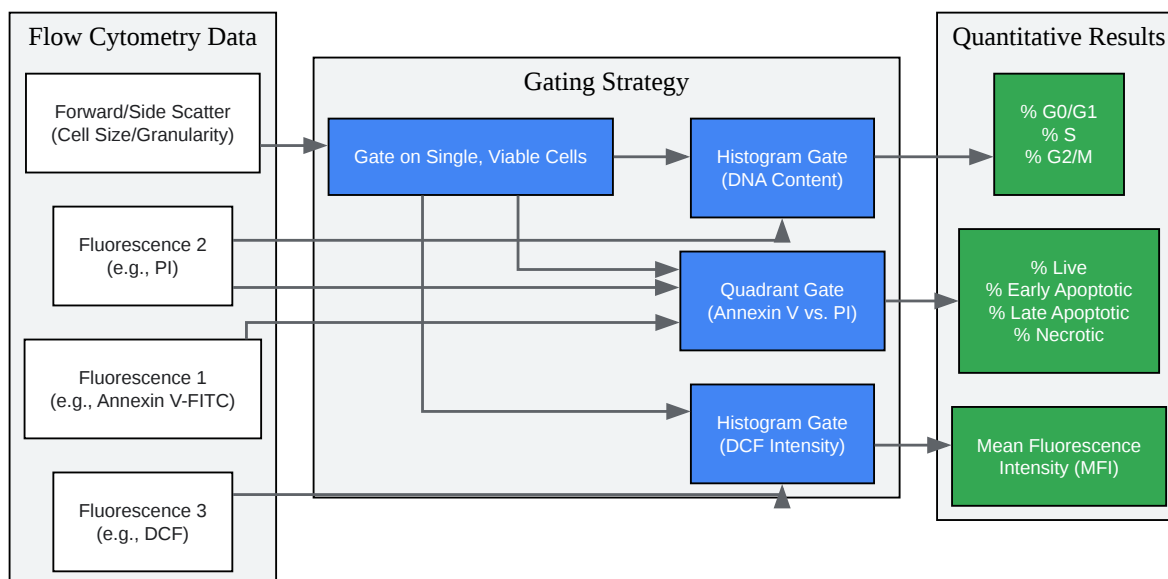 Flow Cytometry Data
Forward/Side Scatter
(Cell Size/Granularity)
Fluorescence 2
(e.g., PI)
Fluorescence 1
(e.g., Annexin V-FITC)
Fluorescence 3
(e.g., DCF)
Gating Strategy
Gate on Single, Viable Cells
Histogram Gate
(DNA Content)
Quadrant Gate
(Annexin V vs. PI)
Histogram Gate
(DCF Intensity)
Quantitative Results
% G0/G1
% S
% G2/M
% Live
% Early Apoptotic
% Late Apoptotic
% Necrotic
Mean Fluorescence
Intensity (MFI)